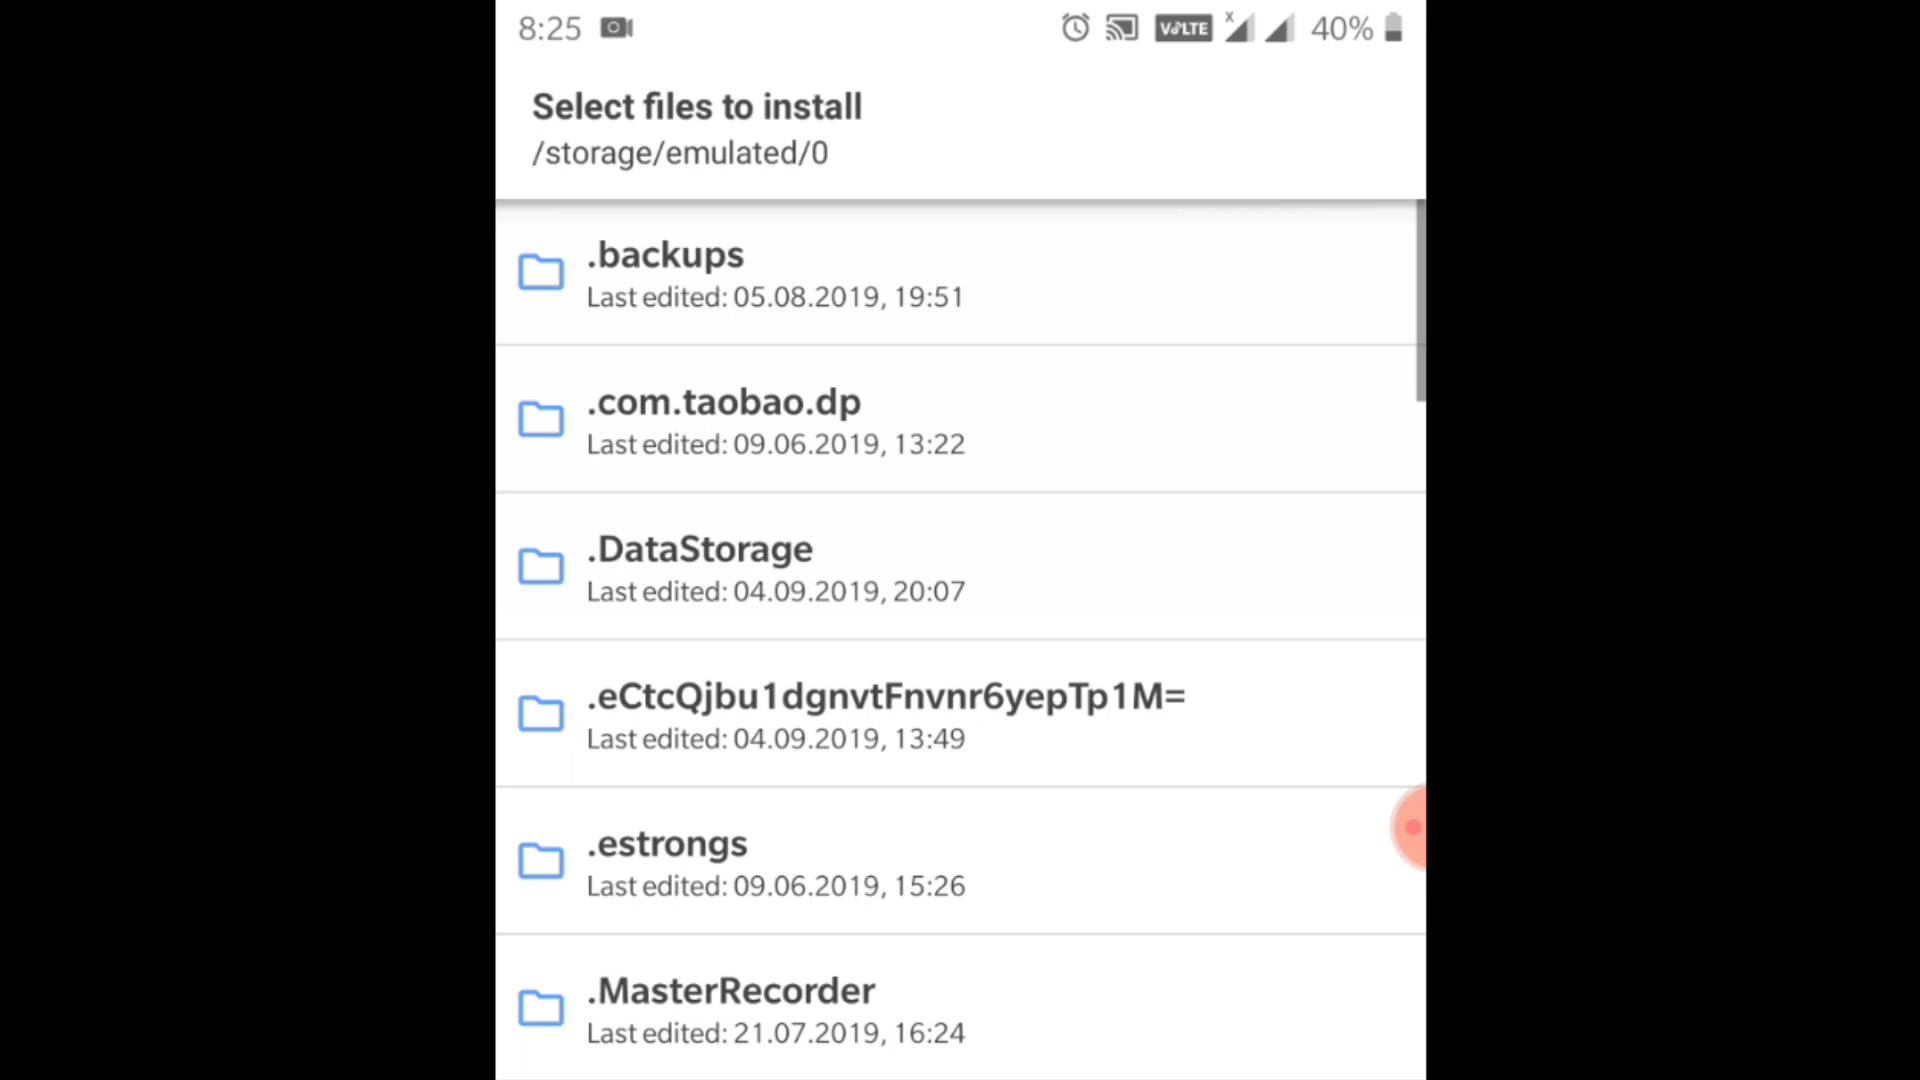 8:25 VoLTE x 40%
Select files to install
/storage/emulated/0
.backups
Last edited: 05.08.2019, 19:51
.com.taobao.dp
Last edited: 09.06.2019, 13:22
.DataStorage
Last edited: 04.09.2019, 20:07
.eCtcQjbu1dgnvtFnvnr6yepTp1M=
Last edited: 04.09.2019, 13:49
.estrongs
Last edited: 09.06.2019, 15:26
.MasterRecorder
Last edited: 21.07.2019, 16:24